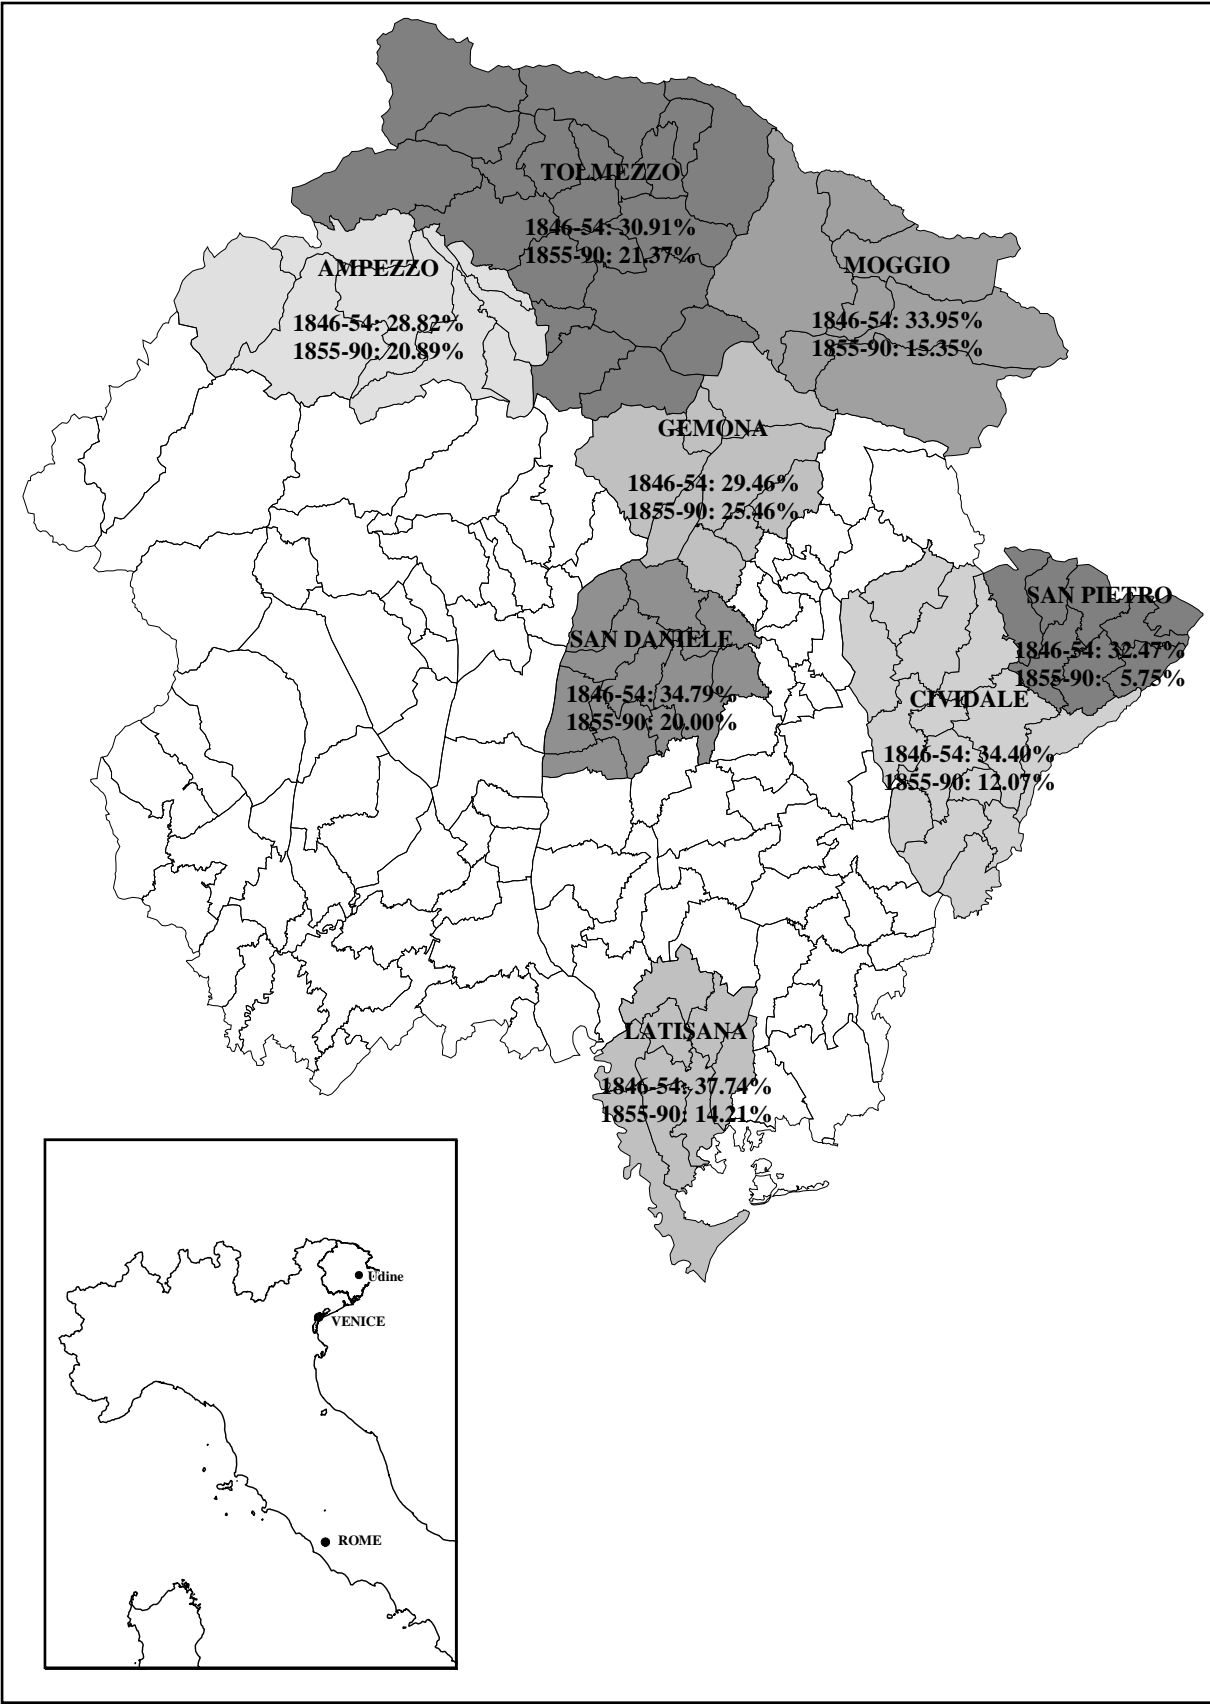 TOLMEZZO
1846-54: 30.91%
1855-90: 21.37%
AMPEZZO
1846-54: 28.82%
1855-90: 20.89%
MOGGIO
1846-54: 33.95%
1855-90: 15.35%
GEMONA
1846-54: 29.46%
1855-90: 25.46%
SAN PIETRO
1846-54: 32.47%
1855-90: 5.75%
SAN DANIELE
1846-54: 34.79%
1855-90: 20.00%
CIVIDALE
1846-54: 34.40%
1855-90: 12.07%
LATISANA
1846-54: 37.74%
1855-90: 14.21%
Udine
VENICE
ROME